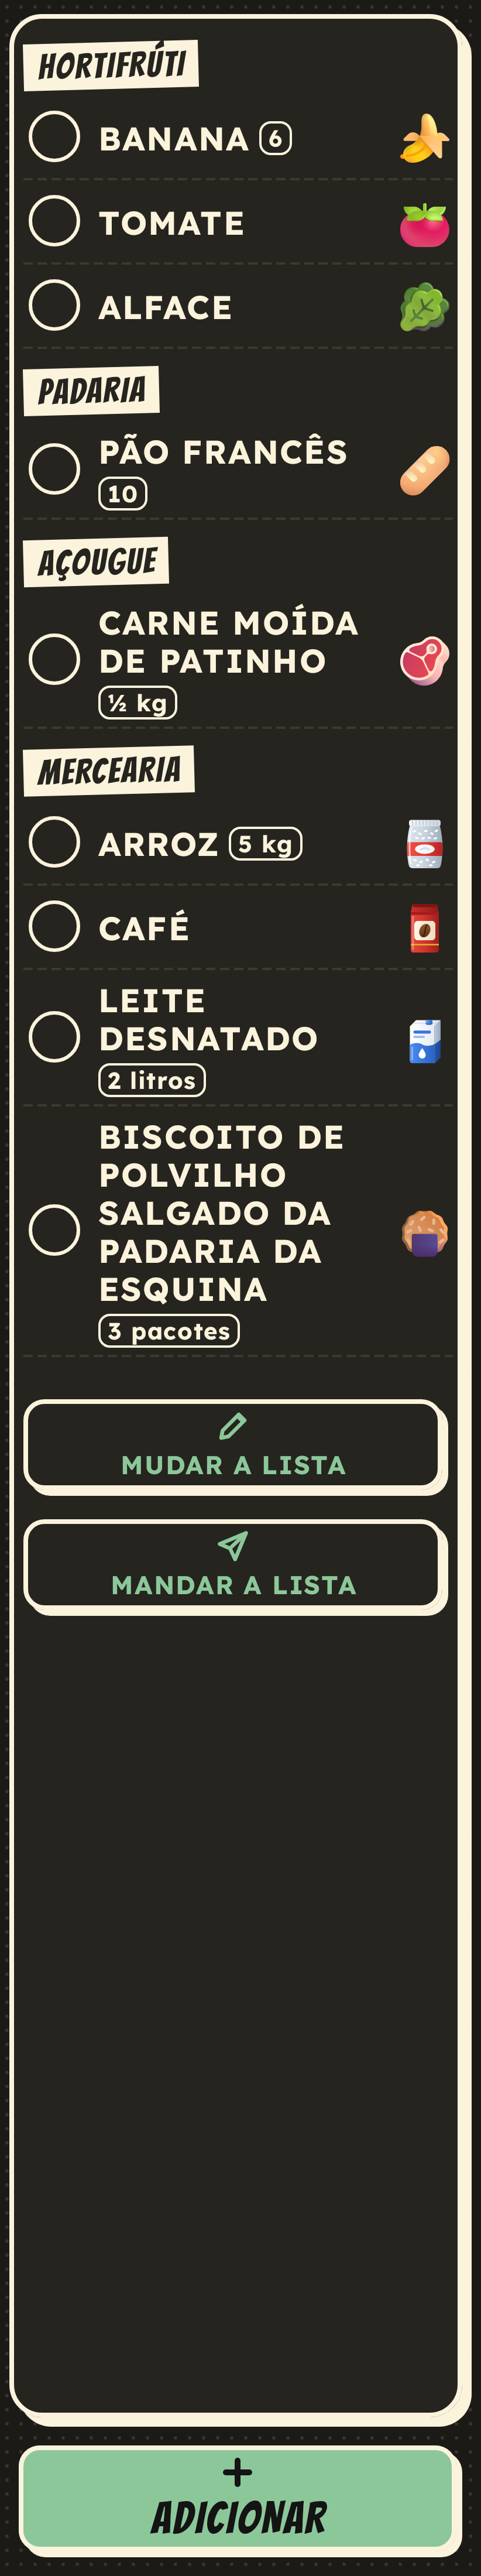 HORTIFRÚTI
BANANA 6
TOMATE
ALFACE
PADARIA
PÃO FRANCÊS
10
AÇOUGUE
CARNE MOÍDA
DE PATINHO
½ kg
MERCEARIA
ARROZ 5 kg
CAFÉ
LEITE
DESNATADO
2 litros
BISCOITO DE
POLVILHO
SALGADO DA
PADARIA DA
ESQUINA
3 pacotes
MUDAR A LISTA
MANDAR A LISTA
ADICIONAR